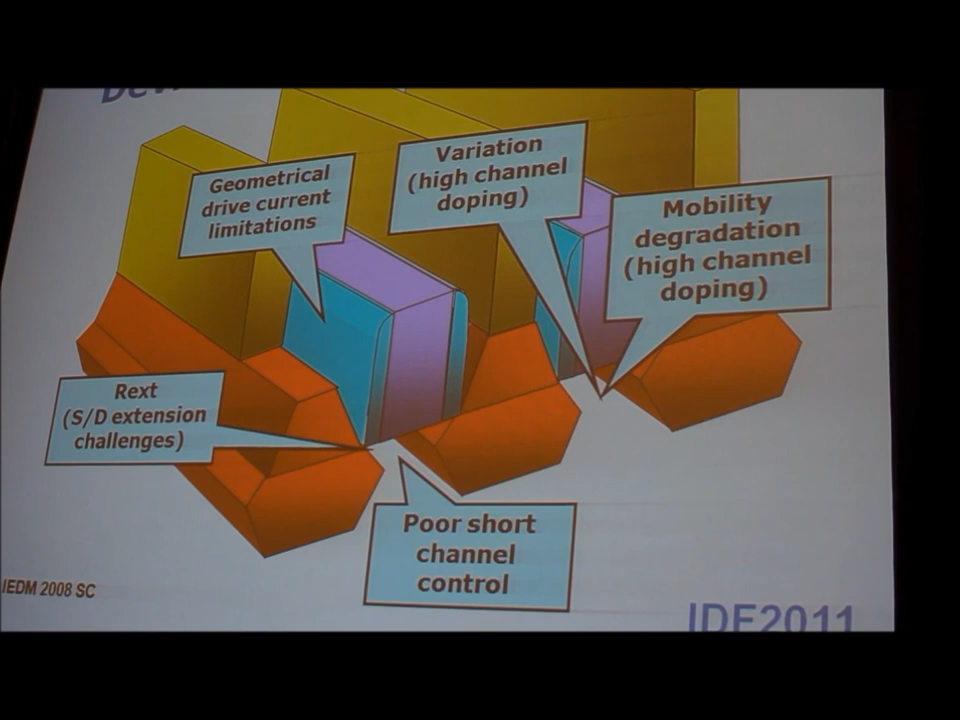 Geometrical
drive current
limitations
Variation
(high channel
doping)
Mobility
degradation
(high channel
doping)
Rext
(S/D extension
challenges)
Poor short
channel
control
IEDM 2008 SC
IDF2011